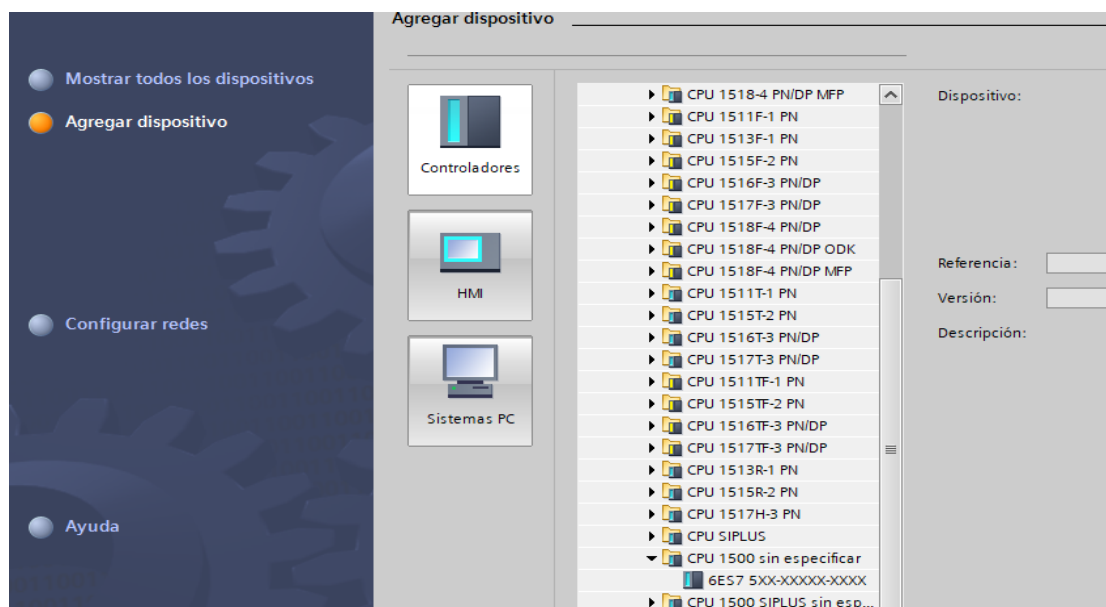 Agregar dispositivo
Mostrar todos los dispositivos
Agregar dispositivo
Configurar redes
Ayuda
Controladores
HMI
Sistemas PC
CPU 1518-4 PN/DP MFP
CPU 1511F-1 PN
CPU 1513F-1 PN
CPU 1515F-2 PN
CPU 1516F-3 PN/DP
CPU 1517F-3 PN/DP
CPU 1518F-4 PN/DP
CPU 1518F-4 PN/DP ODK
CPU 1518F-4 PN/DP MFP
CPU 1511T-1 PN
CPU 1515T-2 PN
CPU 1516T-3 PN/DP
CPU 1517T-3 PN/DP
CPU 1511TF-1 PN
CPU 1515TF-2 PN
CPU 1516TF-3 PN/DP
CPU 1517TF-3 PN/DP
CPU 1513R-1 PN
CPU 1515R-2 PN
CPU 1517H-3 PN
CPU SIPLUS
CPU 1500 sin especificar
6ES7 5XX-XXXXX-XXXX
CPU 1500 SIPLUS sin esp...
Dispositivo:
Referencia:
Versión:
Descripción: